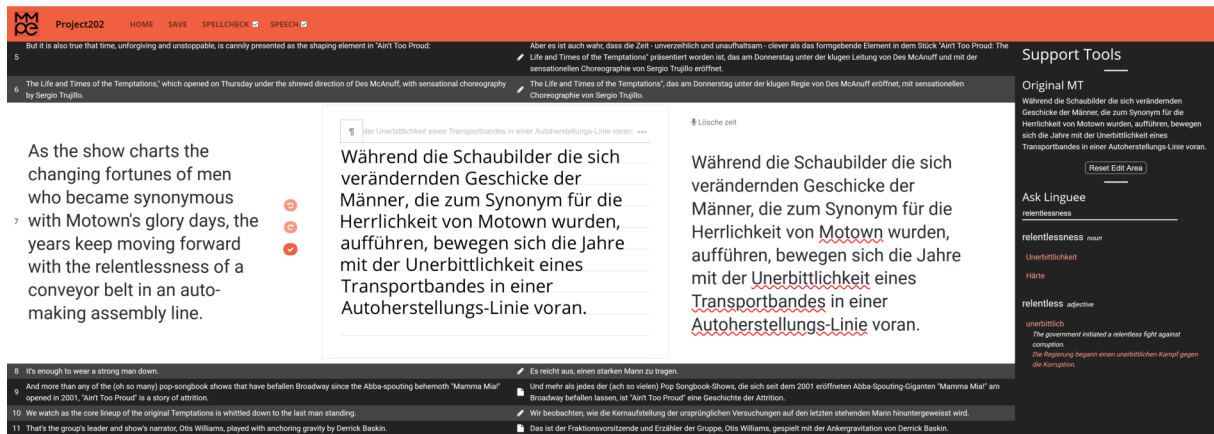 MMPE
Project202 HOME SAVE SPELLCHECK SPEECH
5 But it is also true that time, unforgiving and unstoppable, is cannily presented as the shaping element in "Ain't Too Proud:
Aber es ist auch wahr, dass die Zeit - unverzeihlich und unaufhaltsam - clever als das formgebende Element in dem Stück "Ain't Too Proud: The
Life and Times of the Temptations" präsentiert worden ist, das am Donnerstag unter der klugen Leitung von Des McAnuff und mit der
sensationellen Choreographie von Sergio Trujillo eröffnet.
6 The Life and Times of the Temptations," which opened on Thursday under the shrewd direction of Des McAnuff, with sensational choreography
by Sergio Trujillo.
The Life and Times of the Temptations", das am Donnerstag unter der klugen Regie von Des McAnuff eröffnet, mit sensationellen
Choreographie von Sergio Trujillo.
As the show charts the
changing fortunes of men
who became synonymous
7 with Motown's glory days, the
years keep moving forward
with the relentlessness of a
conveyor belt in an auto-
making assembly line.
¶ der Unerbittlichkeit eines Transportbandes in einer Autoherstellungs-Linie voran. •••
Während die Schaubilder die sich
verändernden Geschicke der
Männer, die zum Synonym für die
Herrlichkeit von Motown wurden,
aufführen, bewegen sich die Jahre
mit der Unerbittlichkeit eines
Transportbandes in einer
Autoherstellungs-Linie voran.
Lösche zeit
Während die Schaubilder die sich
verändernden Geschicke der
Männer, die zum Synonym für die
Herrlichkeit von Motown wurden,
aufführen, bewegen sich die Jahre
mit der Unerbittlichkeit eines
Transportbandes in einer
Autoherstellungs-Linie voran.
8 It's enough to wear a strong man down.
Es reicht aus, einen starken Mann zu tragen.
9 And more than any of the (oh so many) pop-songbook shows that have befallen Broadway since the Abba-spouting behemoth "Mamma Mia!"
opened in 2001, "Ain't Too Proud" is a story of attrition.
Und mehr als jedes der (ach so vielen) Pop Songbook-Shows, die sich seit dem 2001 eröffneten Abba-Spouting-Giganten "Mamma Mia!" am
Broadway befallen lassen, ist "Ain't Too Proud" eine Geschichte der Attrition.
10 We watch as the core lineup of the original Temptations is whittled down to the last man standing.
Wir beobachten, wie die Kernaufstellung der ursprünglichen Versuchungen auf den letzten stehenden Mann hinuntergeweisst wird.
11 That's the group's leader and show's narrator, Otis Williams, played with anchoring gravity by Derrick Baskin.
Das ist der Fraktionsvorsitzende und Erzähler der Gruppe, Otis Williams, gespielt mit der Ankergravitation von Derrick Baskin.
Support Tools
Original MT
Während die Schaubilder die sich verändernden
Geschicke der Männer, die zum Synonym für die
Herrlichkeit von Motown wurden, aufführen, bewegen
sich die Jahre mit der Unerbittlichkeit eines
Transportbandes in einer Autoherstellungs-Linie voran.
Reset Edit Area
Ask Linguee
relentlessness
relentlessness noun
Unerbittlichkeit
Härte
relentless adjective
unerbittlich
The government initiated a relentless fight against
corruption.
Die Regierung begann einen unerbittlichen Kampf gegen
die Korruption.